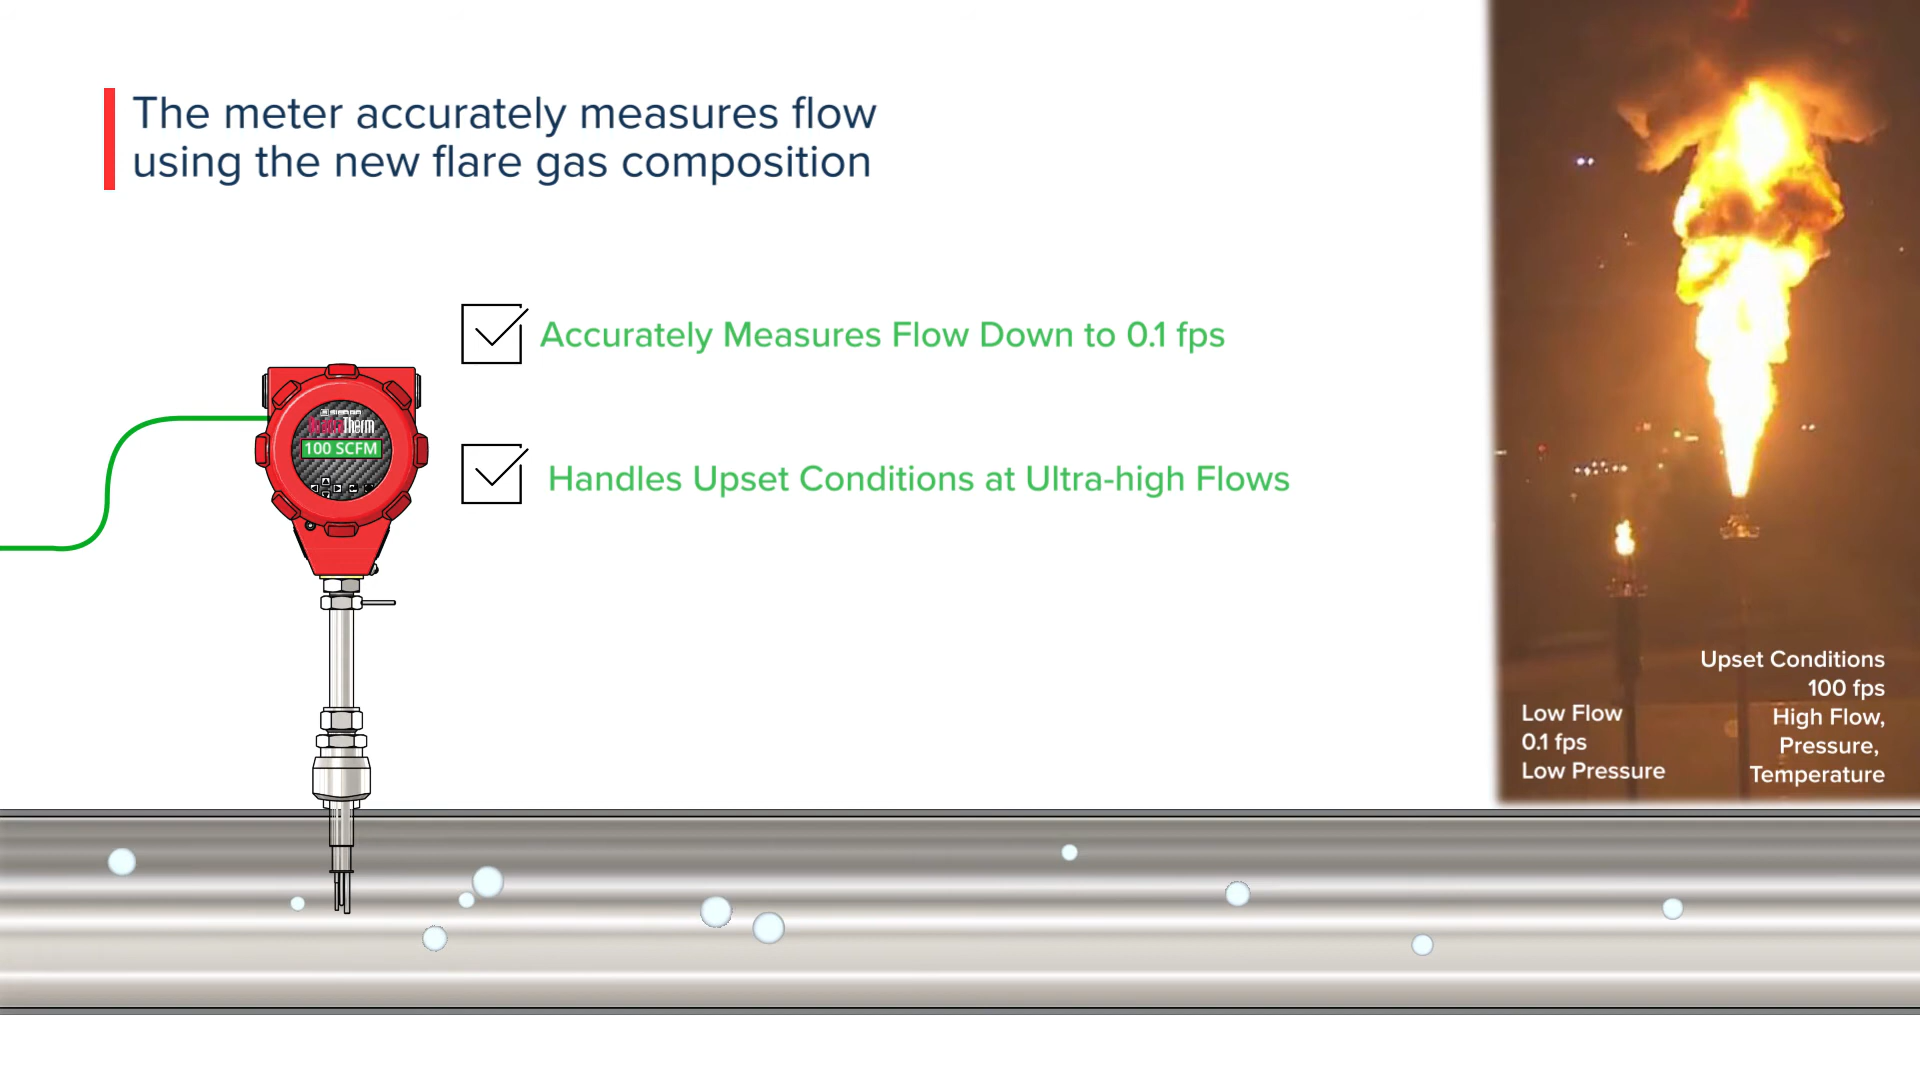 The meter accurately measures flow
using the new flare gas composition
Accurately Measures Flow Down to 0.1 fps
Handles Upset Conditions at Ultra-high Flows
SIERRA
Therm
100 SCFM
Upset Conditions
100 fps
High Flow,
Pressure,
Temperature
Low Flow
0.1 fps
Low Pressure